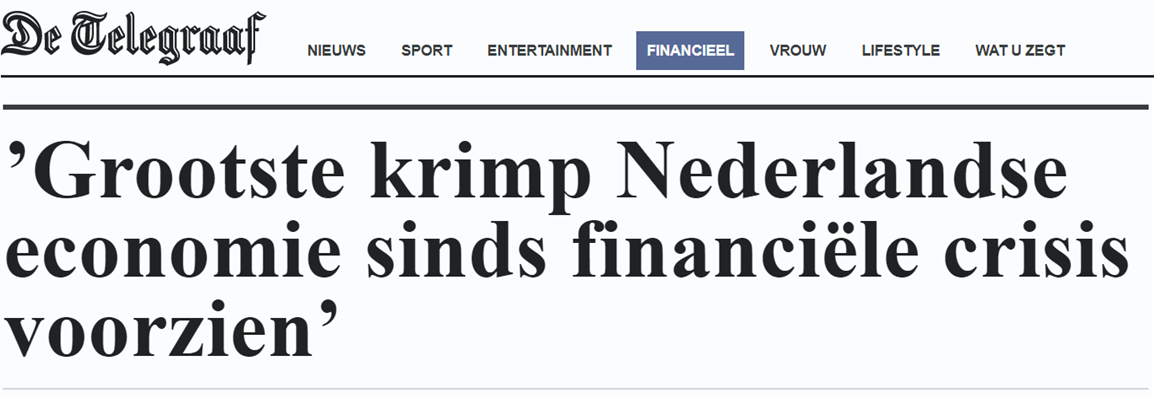 De Telegraaf NIEUWS SPORT ENTERTAINMENT FINANCIEEL VROUW LIFESTYLE WAT U ZEGT
’Grootste krimp Nederlandse
economie sinds financiële crisis
voorzien’